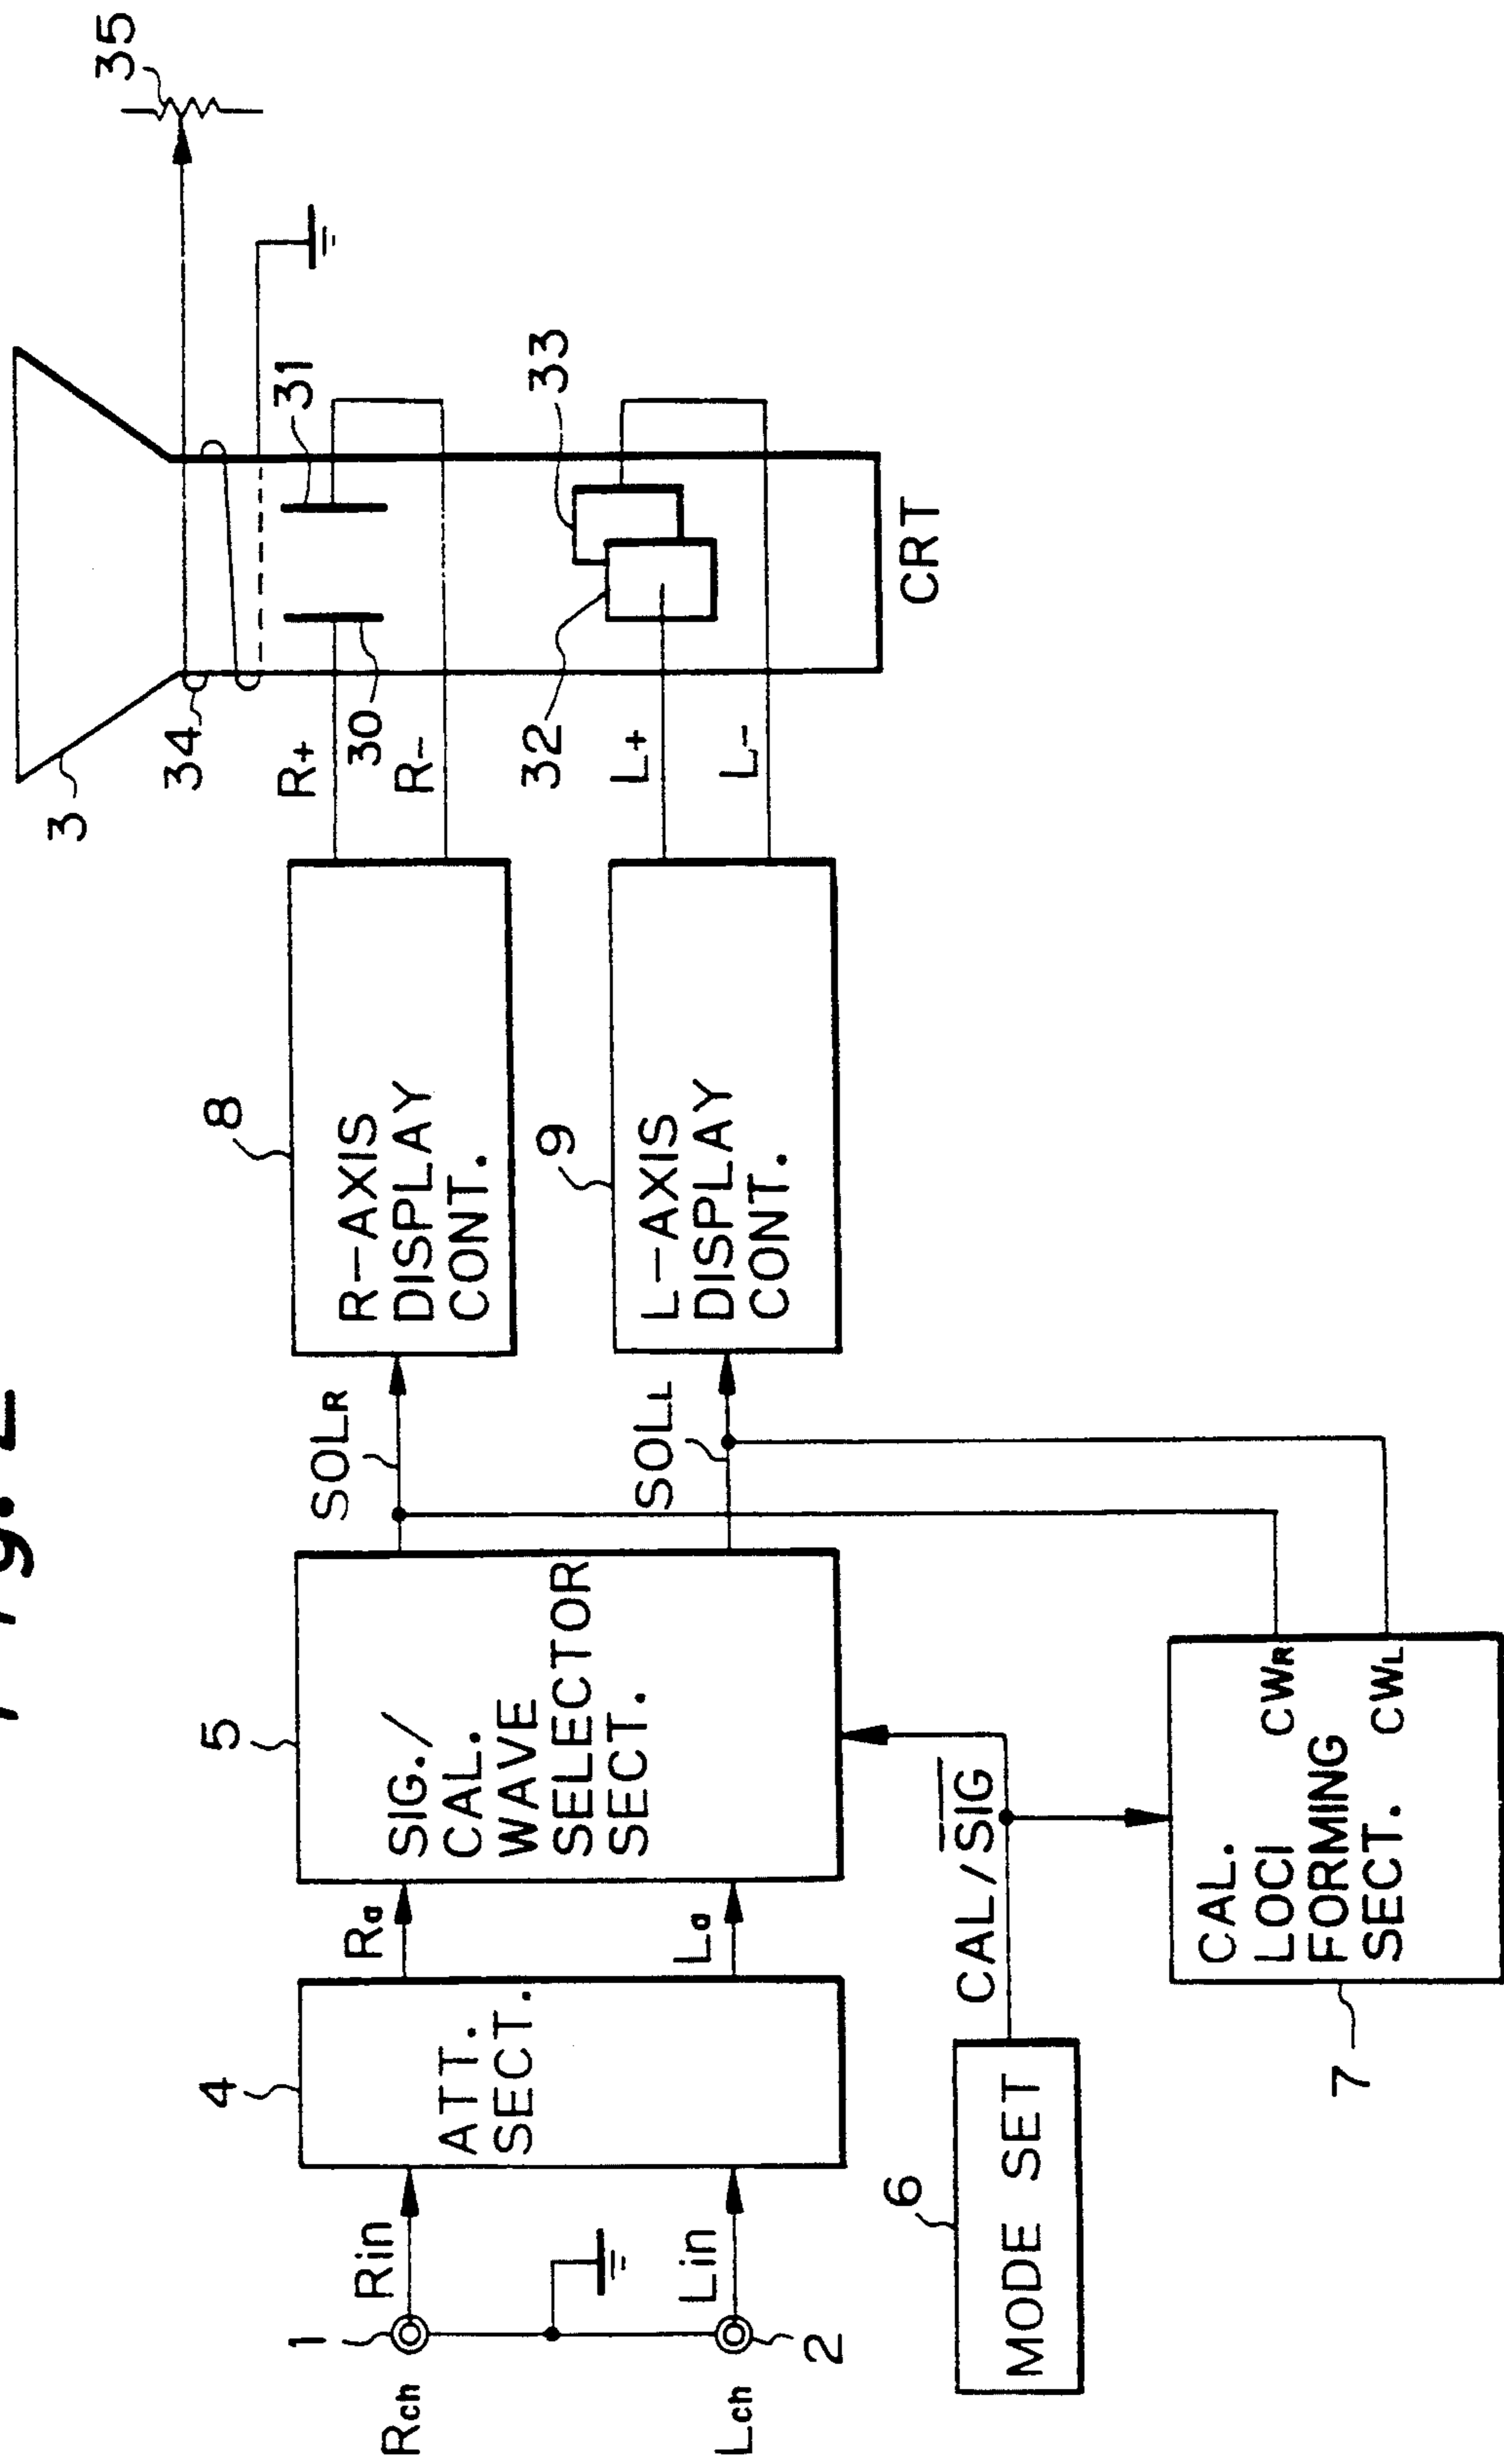 Fig. 2
Rch
1
Rin
Lch
2
Lin
4
ATT.
SECT.
Ra
La
5
SIG./
CAL.
WAVE
SELECTOR
SECT.
6
MODE SET
CAL/SIG
7
CAL.
LOCI
FORMING
SECT.
CWR
CWL
SOLR
SOLL
8
R-AXIS
DISPLAY
CONT.
9
L-AXIS
DISPLAY
CONT.
R+
R-
L+
L-
3
34
30
31
32
33
35
CRT